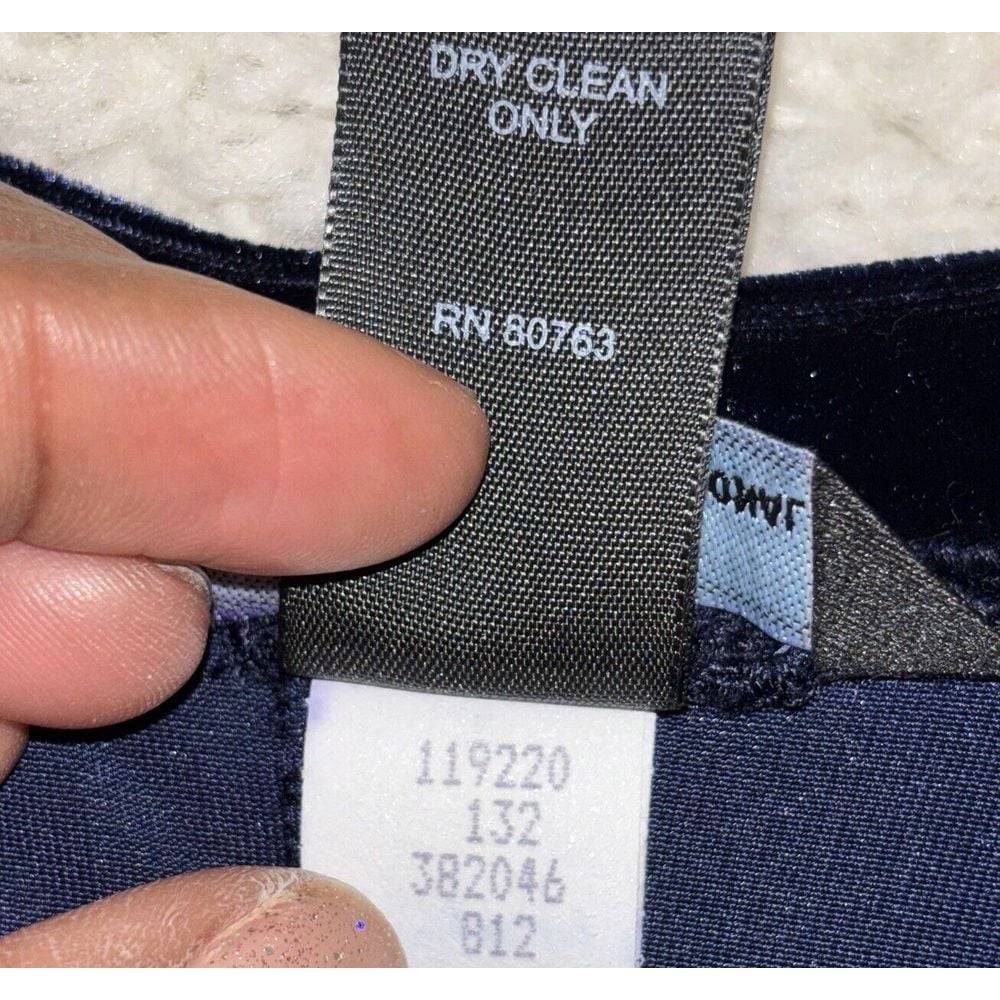 DRY CLEAN
ONLY
RN 80763
119220
132
382046
812